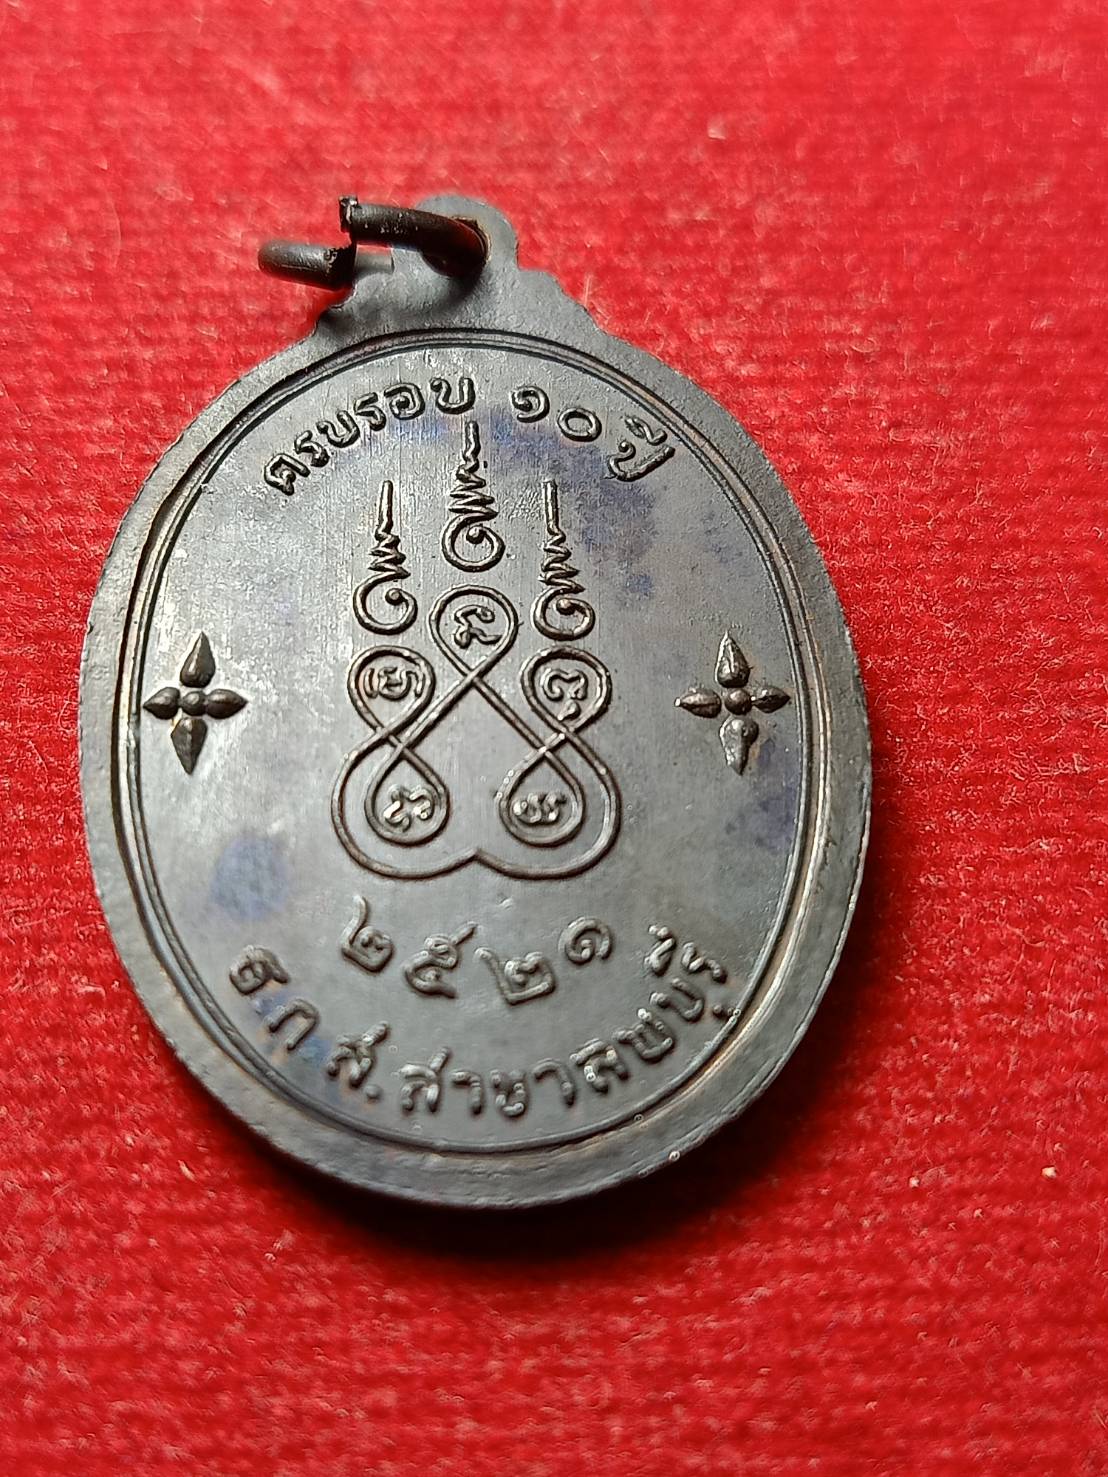 ครบรอบ ๑๐ ปี
๒๕๒๑
ธ.ก.ส.สาขาลพบุรี